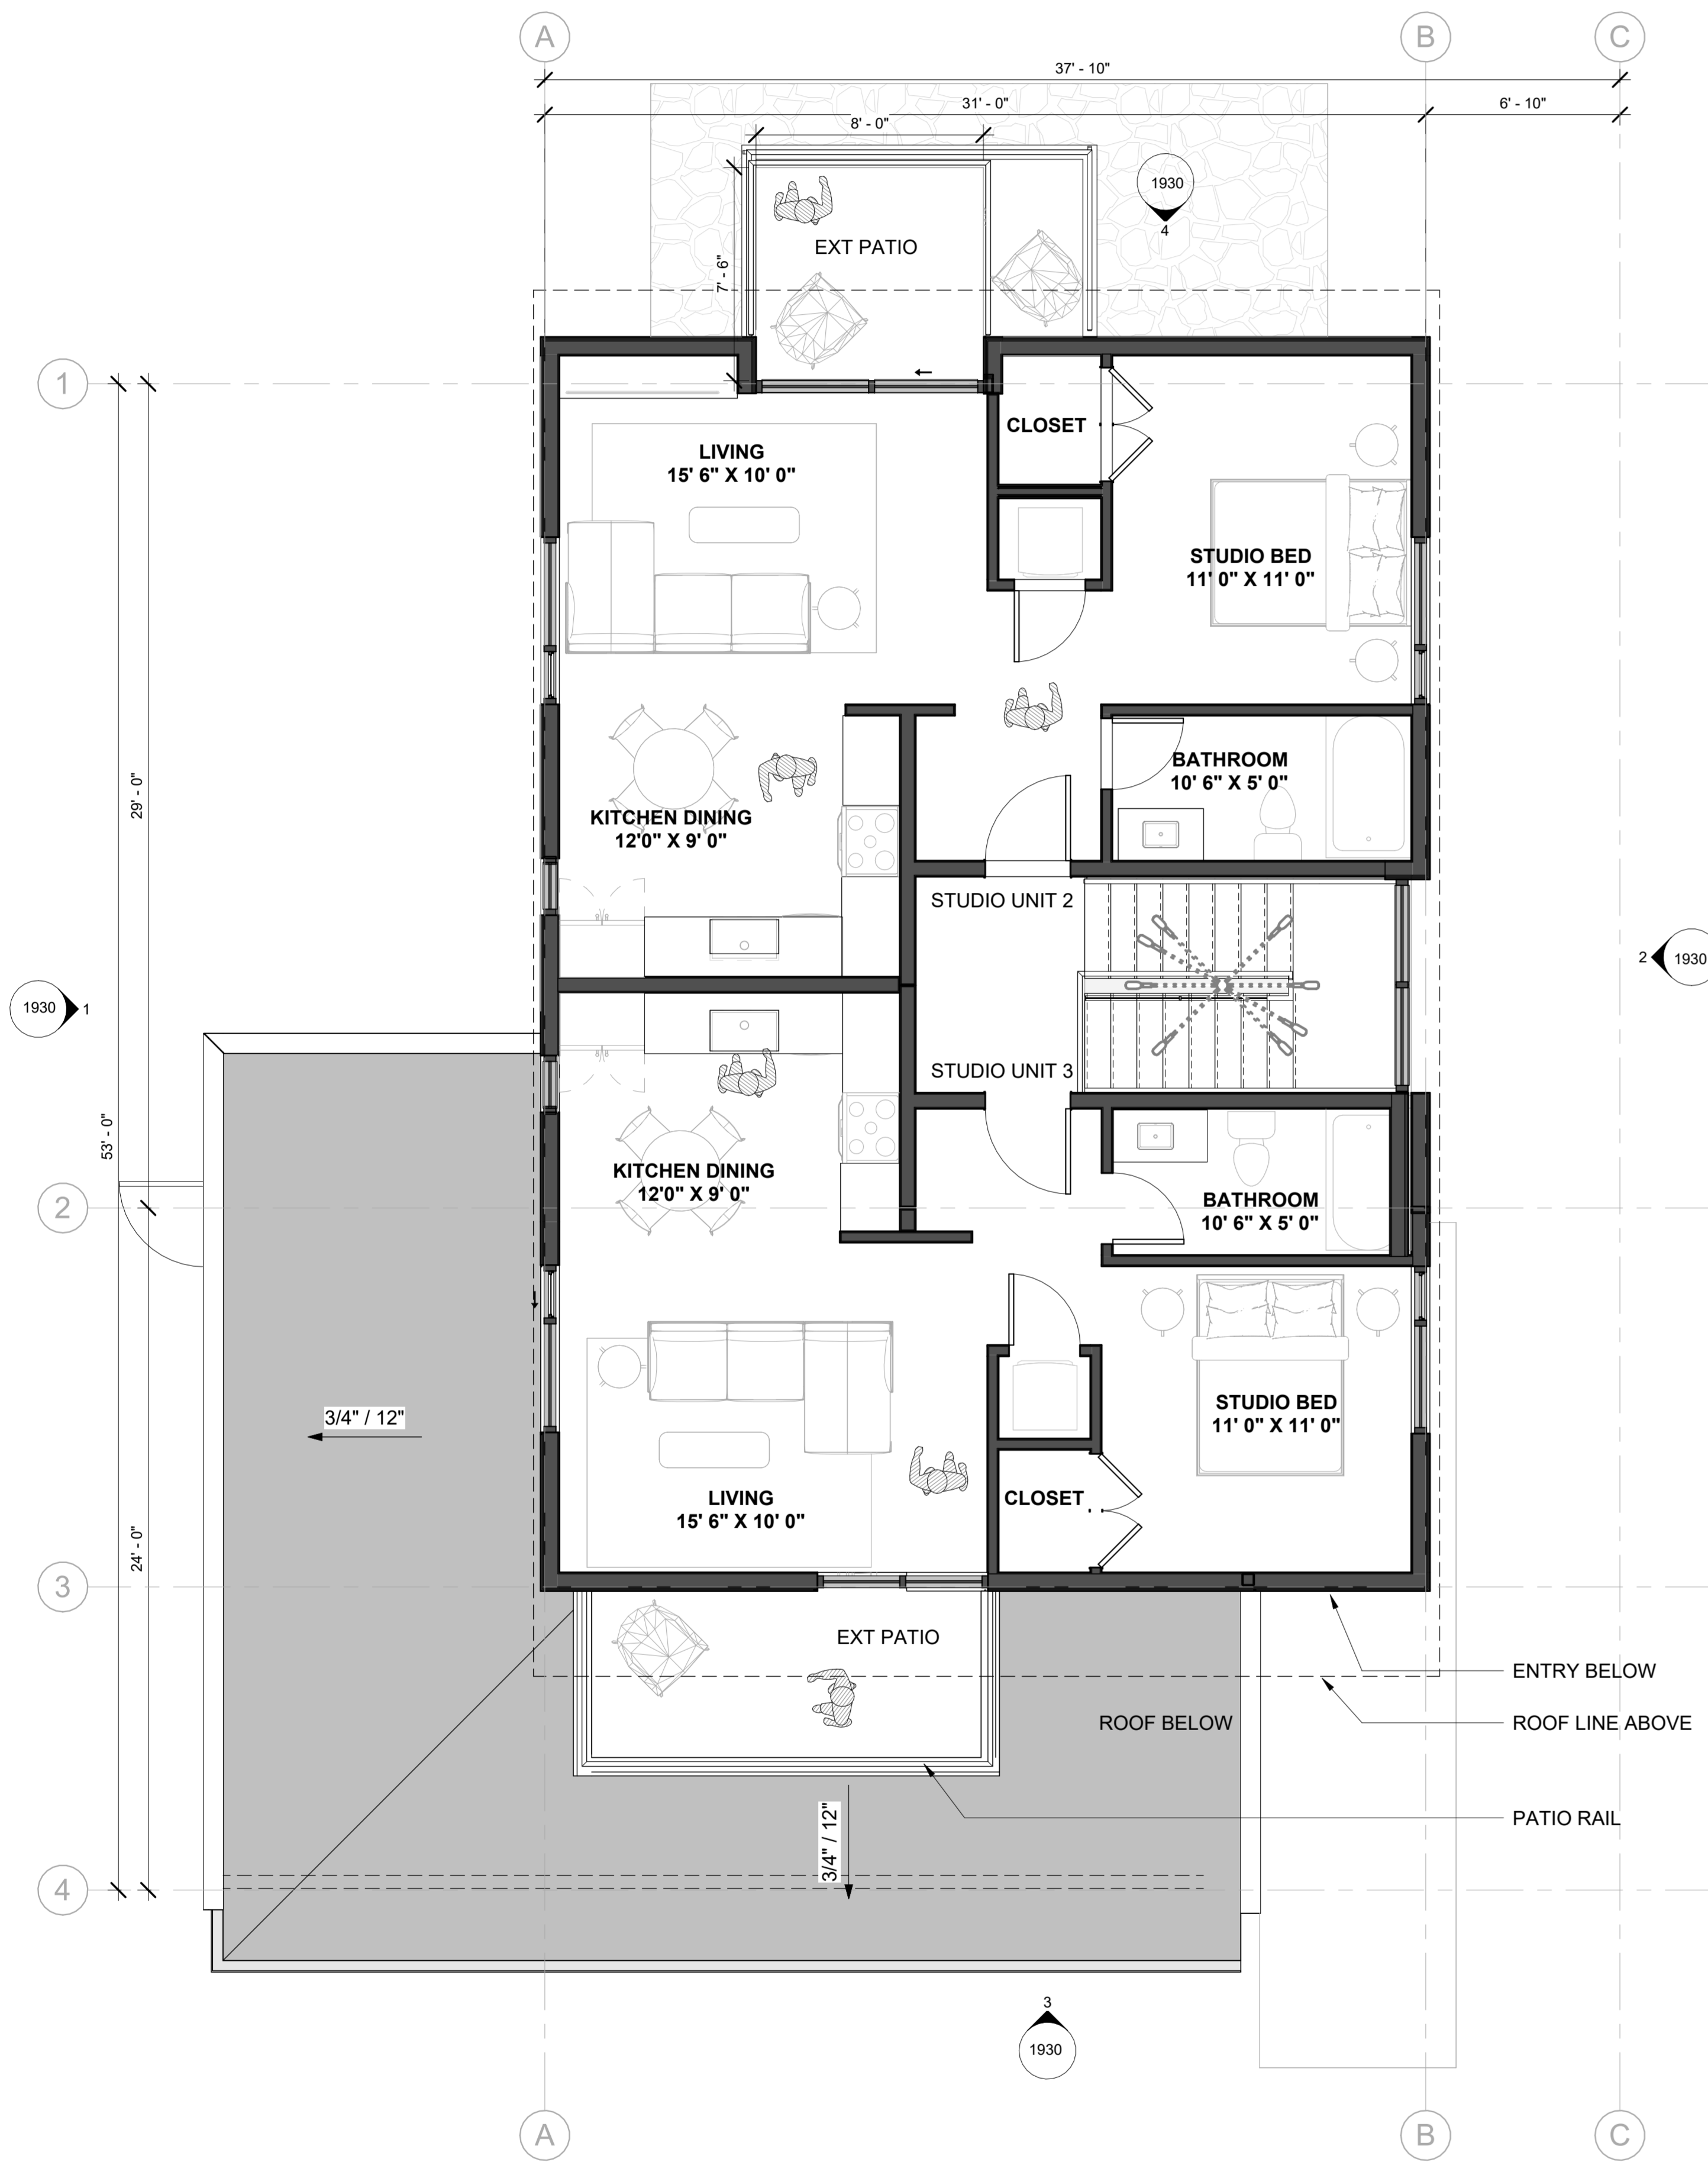 A
B
C
37' - 10"
31' - 0"
6' - 10"
8' - 0"
1930
4
EXT PATIO
7' - 6"
1
CLOSET
LIVING
15' 6" X 10' 0"
STUDIO BED
11' 0" X 11' 0"
29' - 0"
BATHROOM
10' 6" X 5' 0"
KITCHEN DINING
12'0" X 9' 0"
STUDIO UNIT 2
2
1930
1930
1
STUDIO UNIT 3
53' - 0"
KITCHEN DINING
12'0" X 9' 0"
BATHROOM
10' 6" X 5' 0"
2
3/4" / 12"
STUDIO BED
11' 0" X 11' 0"
LIVING
15' 6" X 10' 0"
CLOSET
24' - 0"
3
EXT PATIO
ENTRY BELOW
ROOF BELOW
ROOF LINE ABOVE
PATIO RAIL
3/4" / 12"
4
3
1930
A
B
C